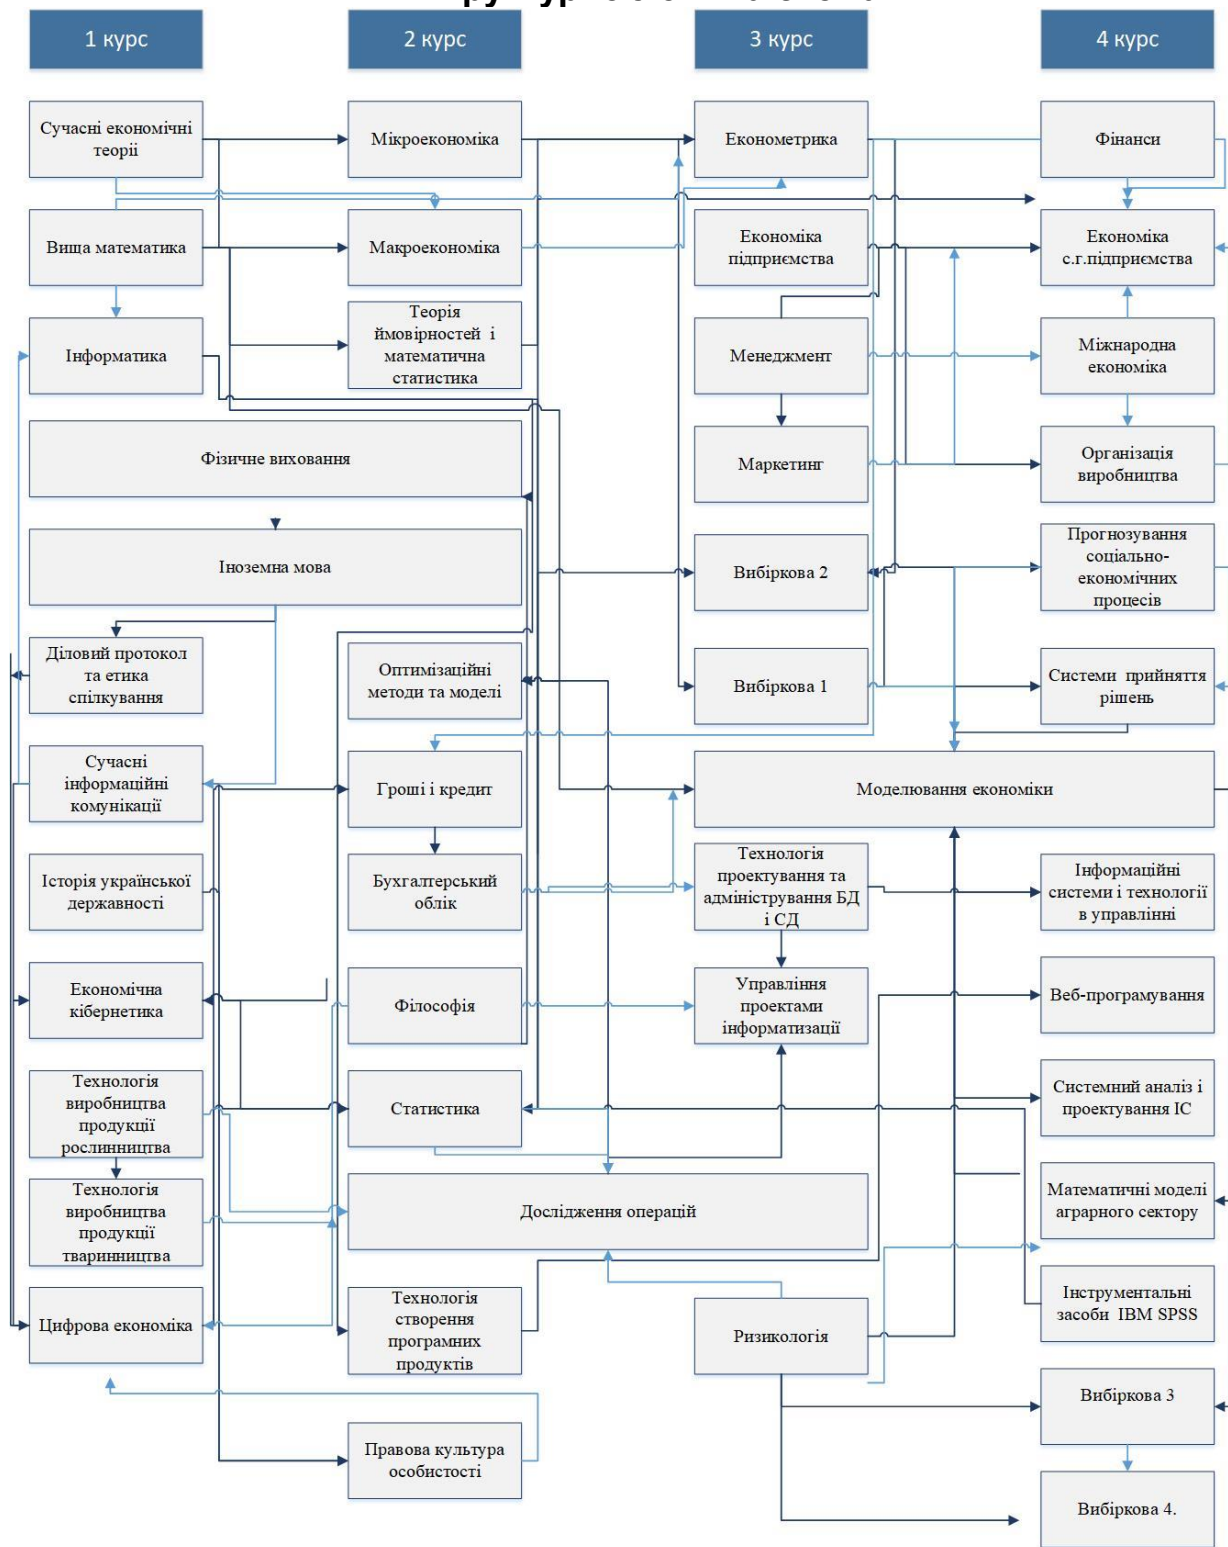 1 курс
2 курс
3 курс
4 курс
Сучасні економічні
теорії
Мікроекономіка
Економетрика
Фінанси
Вища математика
Макроекономіка
Економіка
підприємства
Економіка
с.г.підприємства
Інформатика
Теорія
ймовірностей і
математична
статистика
Менеджмент
Міжнародна
економіка
Фізичне виховання
Маркетинг
Організація
виробництва
Іноземна мова
Вибіркова 2
Прогнозування
соціально-
економічних
процесів
Діловий протокол
та етика
спілкування
Оптимізаційні
методи та моделі
Вибіркова 1
Системи прийняття
рішень
Сучасні
інформаційні
комунікації
Гроші і кредит
Моделювання економіки
Історія української
державності
Бухгалтерський
облік
Технологія
проектування та
адміністрування БД
і СД
Інформаційні
системи і технології
в управлінні
Економічна
кібернетика
Філософія
Управління
проектами
інформатизації
Веб-програмування
Технологія
виробництва
продукції
рослинництва
Статистика
Системний аналіз і
проектування ІС
Технологія
виробництва
продукції
тваринництва
Дослідження операцій
Математичні моделі
аграрного сектору
Цифрова економіка
Технологія
створення
програмних
продуктів
Ризикологія
Інструментальні
засоби IBM SPSS
Правова культура
особистості
Вибіркова 3
Вибіркова 4.